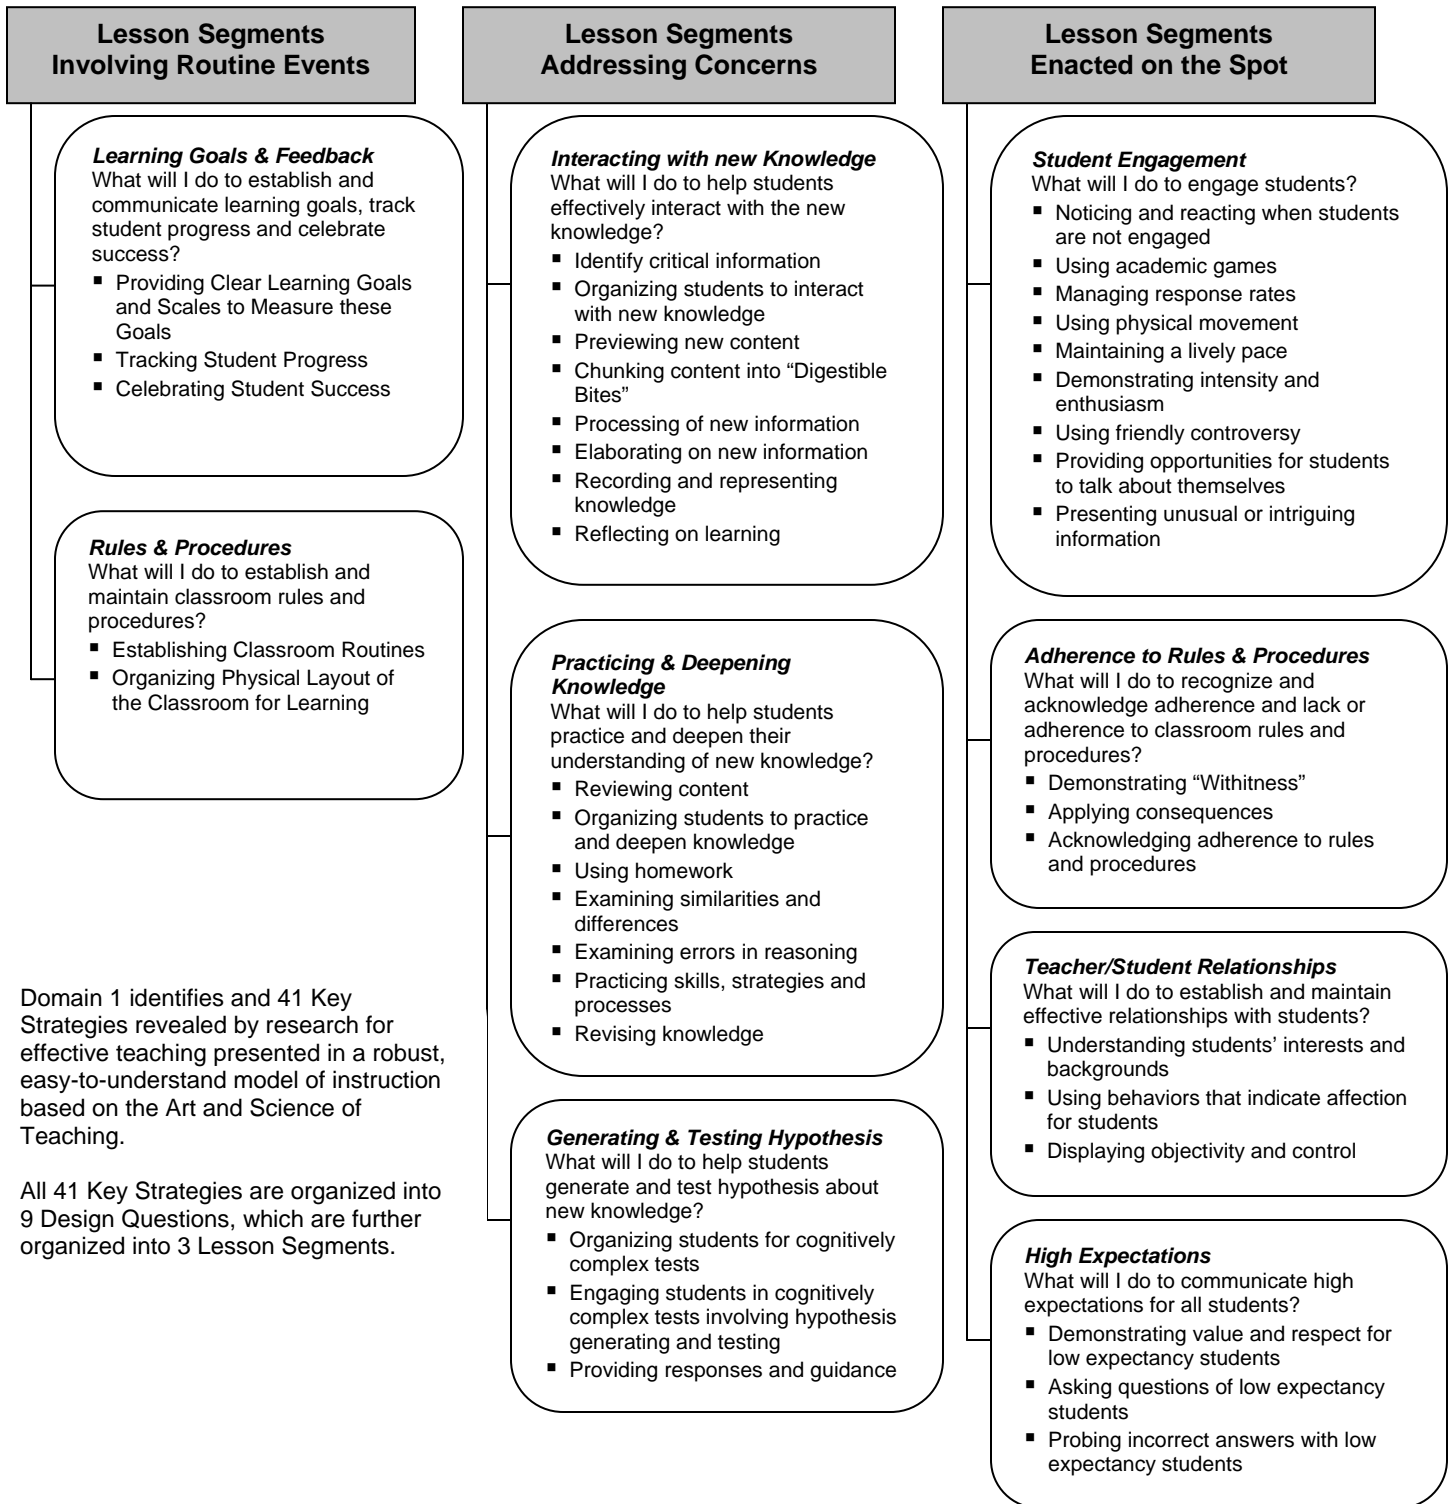 Lesson Segments
Involving Routine Events
Learning Goals & Feedback
What will I do to establish and
communicate learning goals, track
student progress and celebrate
success?
▪ Providing Clear Learning Goals
and Scales to Measure these
Goals
▪ Tracking Student Progress
▪ Celebrating Student Success
Rules & Procedures
What will I do to establish and
maintain classroom rules and
procedures?
▪ Establishing Classroom Routines
▪ Organizing Physical Layout of
the Classroom for Learning
Domain 1 identifies and 41 Key
Strategies revealed by research for
effective teaching presented in a robust,
easy-to-understand model of instruction
based on the Art and Science of
Teaching.
All 41 Key Strategies are organized into
9 Design Questions, which are further
organized into 3 Lesson Segments.
Lesson Segments
Addressing Concerns
Interacting with new Knowledge
What will I do to help students
effectively interact with the new
knowledge?
▪ Identify critical information
▪ Organizing students to interact
with new knowledge
▪ Previewing new content
▪ Chunking content into “Digestible
Bites”
▪ Processing of new information
▪ Elaborating on new information
▪ Recording and representing
knowledge
▪ Reflecting on learning
Practicing & Deepening
Knowledge
What will I do to help students
practice and deepen their
understanding of new knowledge?
▪ Reviewing content
▪ Organizing students to practice
and deepen knowledge
▪ Using homework
▪ Examining similarities and
differences
▪ Examining errors in reasoning
▪ Practicing skills, strategies and
processes
▪ Revising knowledge
Generating & Testing Hypothesis
What will I do to help students
generate and test hypothesis about
new knowledge?
▪ Organizing students for cognitively
complex tests
▪ Engaging students in cognitively
complex tests involving hypothesis
generating and testing
▪ Providing responses and guidance
Lesson Segments
Enacted on the Spot
Student Engagement
What will I do to engage students?
▪ Noticing and reacting when students
are not engaged
▪ Using academic games
▪ Managing response rates
▪ Using physical movement
▪ Maintaining a lively pace
▪ Demonstrating intensity and
enthusiasm
▪ Using friendly controversy
▪ Providing opportunities for students
to talk about themselves
▪ Presenting unusual or intriguing
information
Adherence to Rules & Procedures
What will I do to recognize and
acknowledge adherence and lack or
adherence to classroom rules and
procedures?
▪ Demonstrating “Withitness”
▪ Applying consequences
▪ Acknowledging adherence to rules
and procedures
Teacher/Student Relationships
What will I do to establish and maintain
effective relationships with students?
▪ Understanding students’ interests and
backgrounds
▪ Using behaviors that indicate affection
for students
▪ Displaying objectivity and control
High Expectations
What will I do to communicate high
expectations for all students?
▪ Demonstrating value and respect for
low expectancy students
▪ Asking questions of low expectancy
students
▪ Probing incorrect answers with low
expectancy students